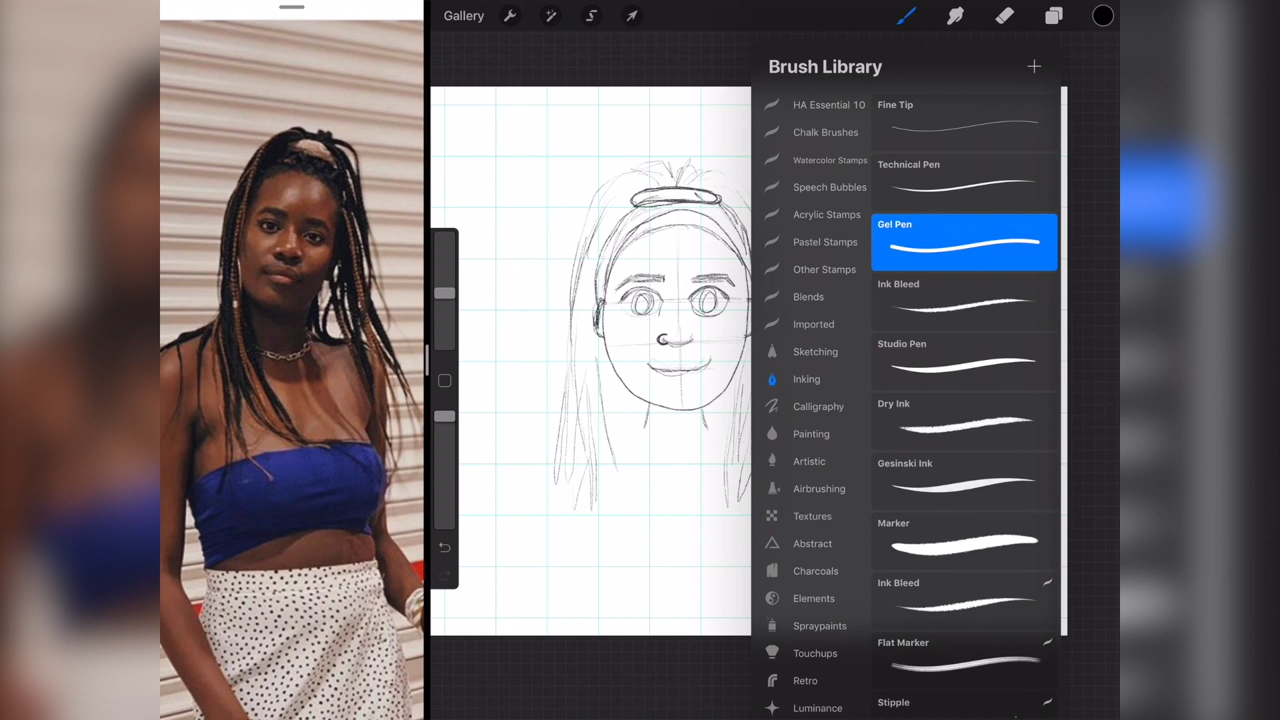 Gallery
Brush Library
HA Essential 10
Chalk Brushes
Watercolor Stamps
Speech Bubbles
Acrylic Stamps
Pastel Stamps
Other Stamps
Blends
Imported
Sketching
Inking
Calligraphy
Painting
Artistic
Airbrushing
Textures
Abstract
Charcoals
Elements
Spraypaints
Touchups
Retro
Luminance
Fine Tip
Technical Pen
Gel Pen
Ink Bleed
Studio Pen
Dry Ink
Gesinski Ink
Marker
Ink Bleed
Flat Marker
Stipple